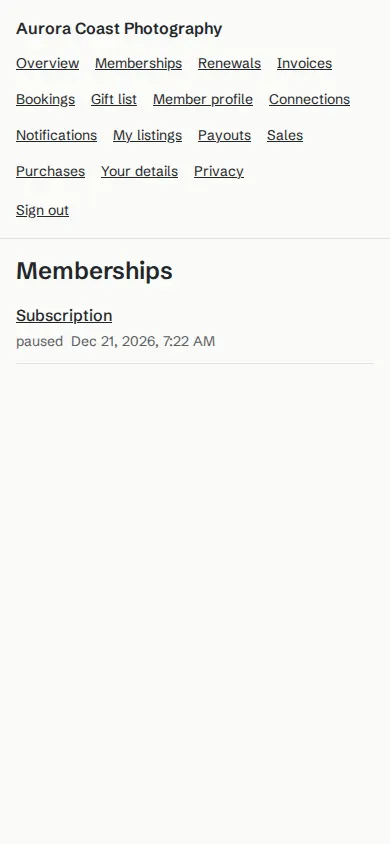 Aurora Coast Photography
Overview Memberships Renewals Invoices
Bookings Gift list Member profile Connections
Notifications My listings Payouts Sales
Purchases Your details Privacy
Sign out
Memberships
Subscription
paused Dec 21, 2026, 7:22 AM